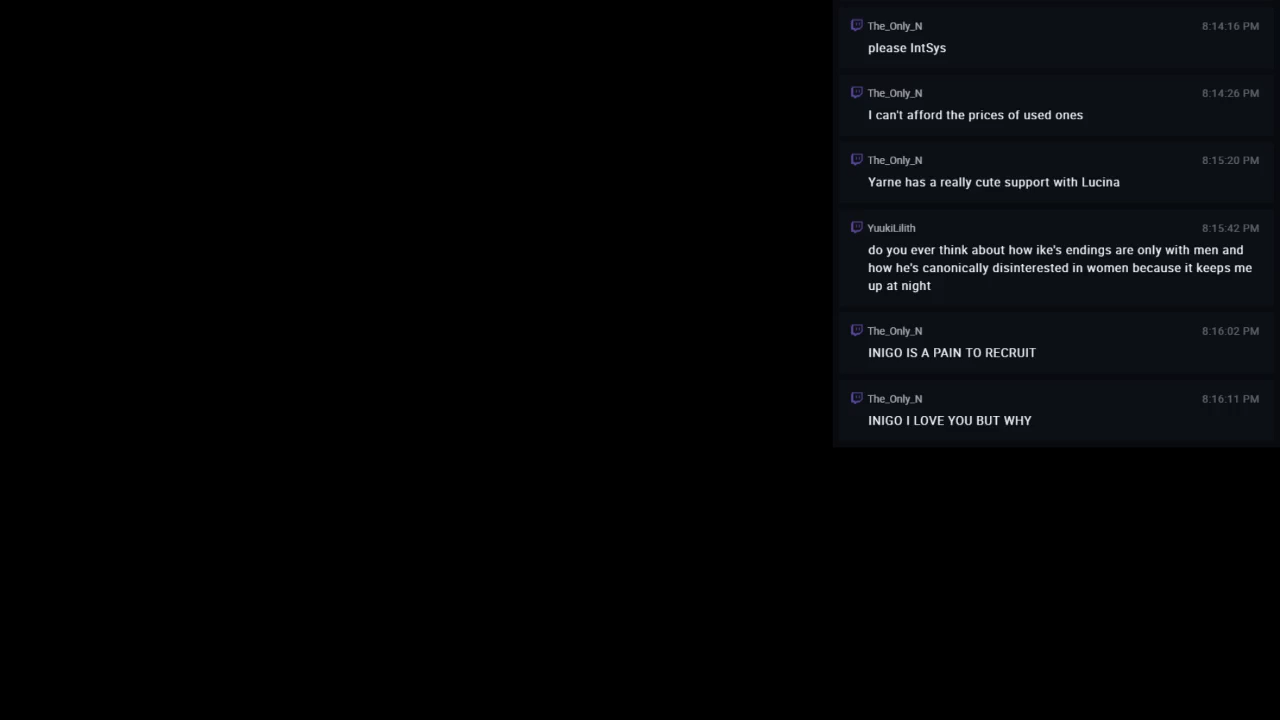 The_Only_N 8:14:16 PM
please IntSys
The_Only_N 8:14:26 PM
I can't afford the prices of used ones
The_Only_N 8:15:20 PM
Yarne has a really cute support with Lucina
YuukiLilith 8:15:42 PM
do you ever think about how ike's endings are only with men and
how he's canonically disinterested in women because it keeps me
up at night
The_Only_N 8:16:02 PM
INIGO IS A PAIN TO RECRUIT
The_Only_N 8:16:11 PM
INIGO I LOVE YOU BUT WHY